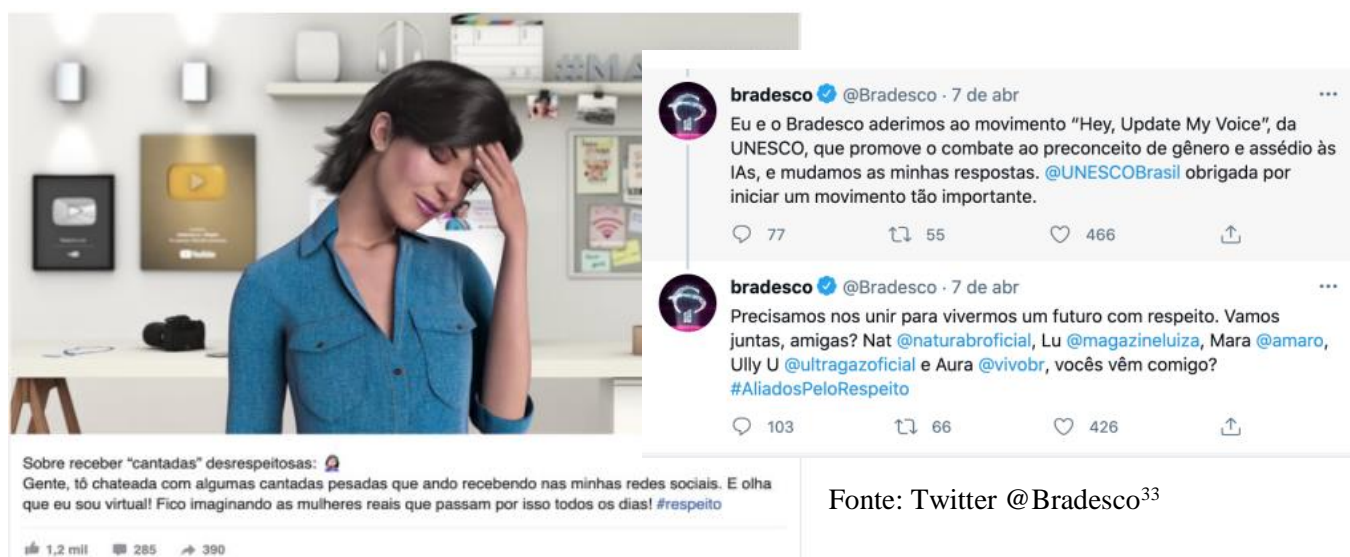 #MA
YouTube
Sobre receber “cantadas” desrespeitosas: 🤦🏻‍♀️
Gente, tô chateada com algumas cantadas pesadas que ando recebendo nas minhas redes sociais. E olha
que eu sou virtual! Fico imaginando as mulheres reais que passam por isso todos os dias! #respeito
1,2 mil 285 390
bradesco @Bradesco · 7 de abr
Eu e o Bradesco aderimos ao movimento “Hey, Update My Voice”, da
UNESCO, que promove o combate ao preconceito de gênero e assédio às
IAs, e mudamos as minhas respostas. @UNESCOBrasil obrigada por
iniciar um movimento tão importante.
77 55 466
bradesco @Bradesco · 7 de abr
Precisamos nos unir para vivermos um futuro com respeito. Vamos
juntas, amigas? Nat @naturabroficial, Lu @magazineluiza, Mara @amaro,
Ully U @ultragazoficial e Aura @vivobr, vocês vêm comigo?
#AliadosPeloRespeito
103 66 426
Fonte: Twitter @Bradesco³³